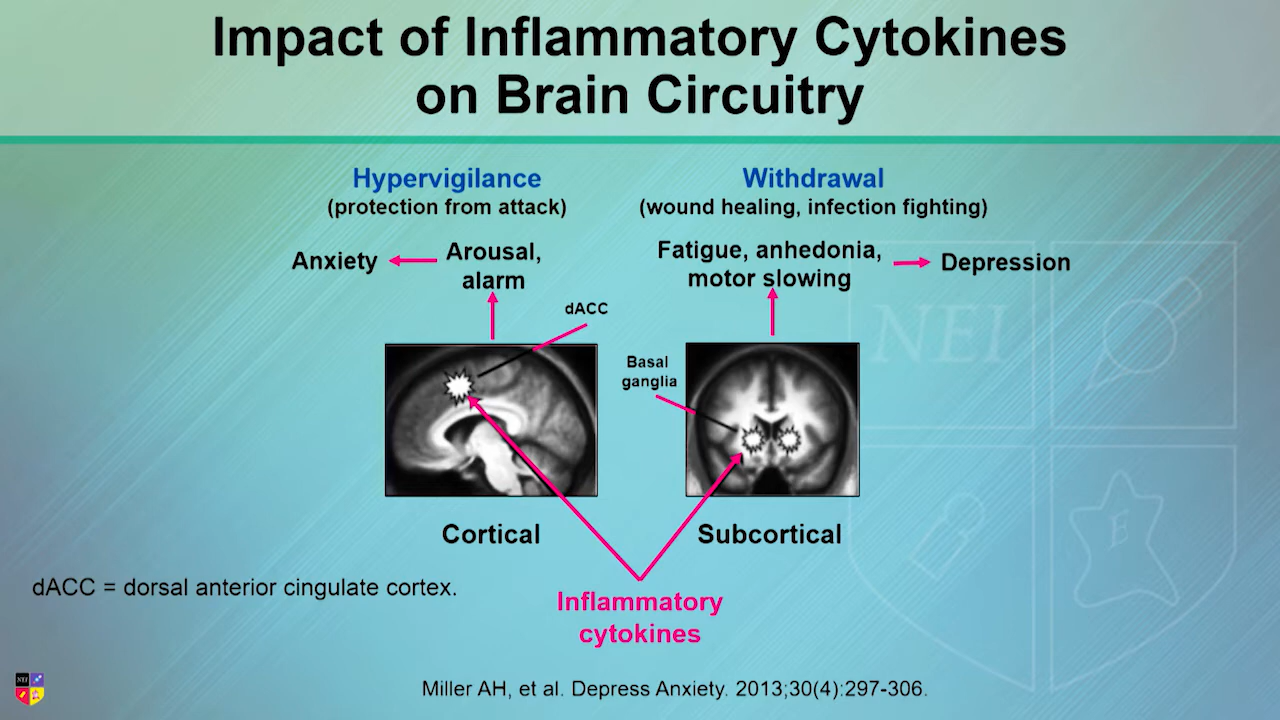 Impact of Inflammatory Cytokines
on Brain Circuitry
Hypervigilance
(protection from attack)
Withdrawal
(wound healing, infection fighting)
Anxiety
Arousal,
alarm
Fatigue, anhedonia,
motor slowing
Depression
dACC
Basal
ganglia
Cortical
Subcortical
dACC = dorsal anterior cingulate cortex.
Inflammatory
cytokines
Miller AH, et al. Depress Anxiety. 2013;30(4):297-306.
NEI
NEI